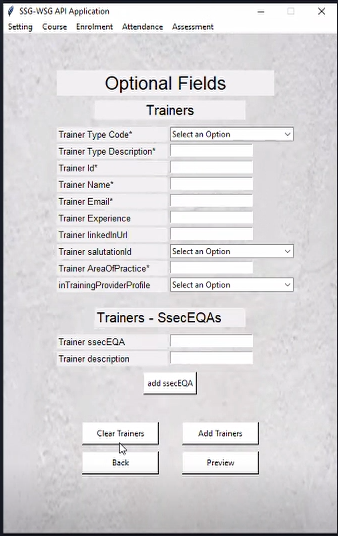 SSG-WSG API Application
Setting Course Enrolment Attendance Assessment
Optional Fields
Trainers
Trainer Type Code* Select an Option
Trainer Type Description*
Trainer Id*
Trainer Name*
Trainer Email*
Trainer Experience
Trainer linkedInUrl
Trainer salutationId Select an Option
Trainer AreaOfPractice*
inTrainingProviderProfile Select an Option
Trainers - SsecEQAs
Trainer ssecEQA
Trainer description
add ssecEQA
Clear Trainers Add Trainers
Back Preview